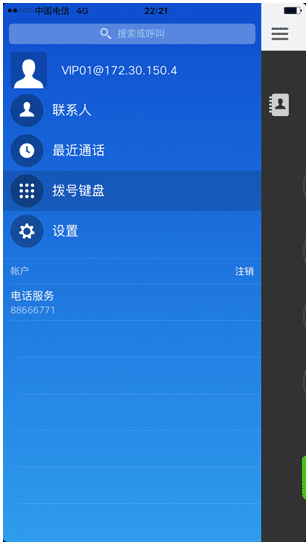 中国电信 4G 22:21
搜索或呼叫
VIP01@172.30.150.4
联系人
最近通话
拨号键盘
设置
帐户 注销
电话服务
88666771